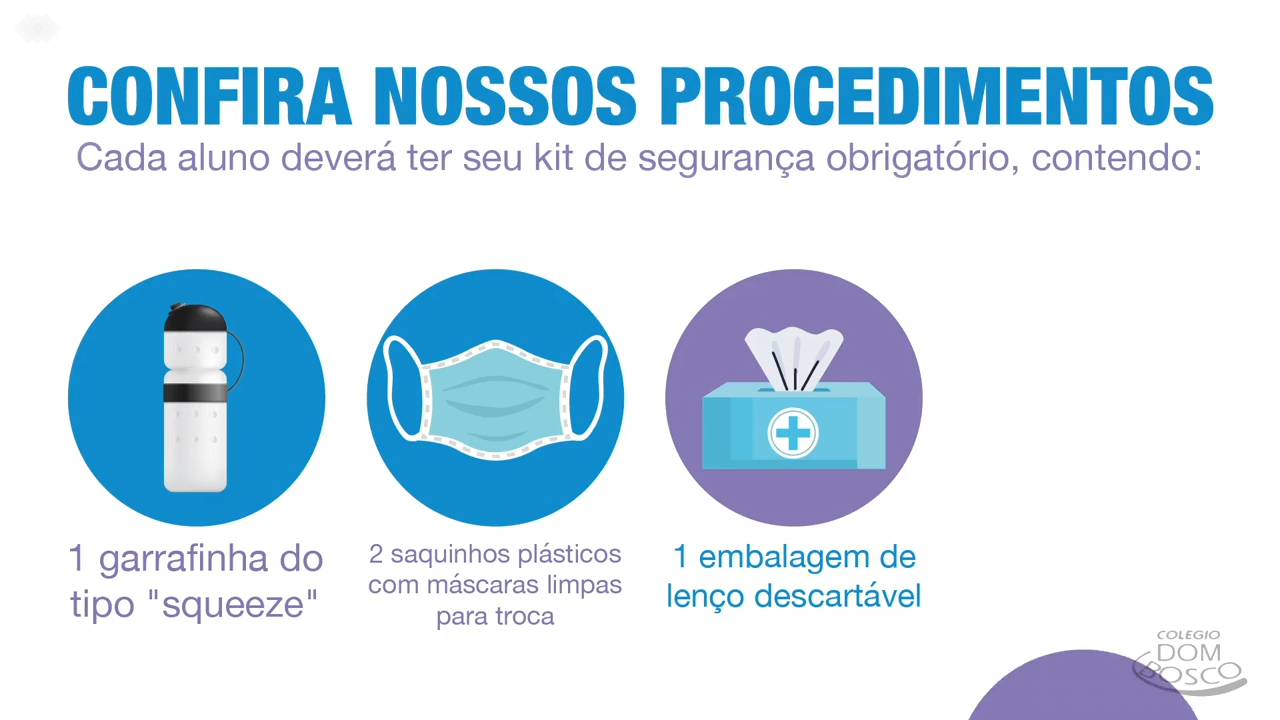 CONFIRA NOSSOS PROCEDIMENTOS
Cada aluno deverá ter seu kit de segurança obrigatório, contendo:
1 garrafinha do
tipo "squeeze"
2 saquinhos plásticos
com máscaras limpas
para troca
1 embalagem de
lenço descartável
COLEGIO
DOM
BOSCO